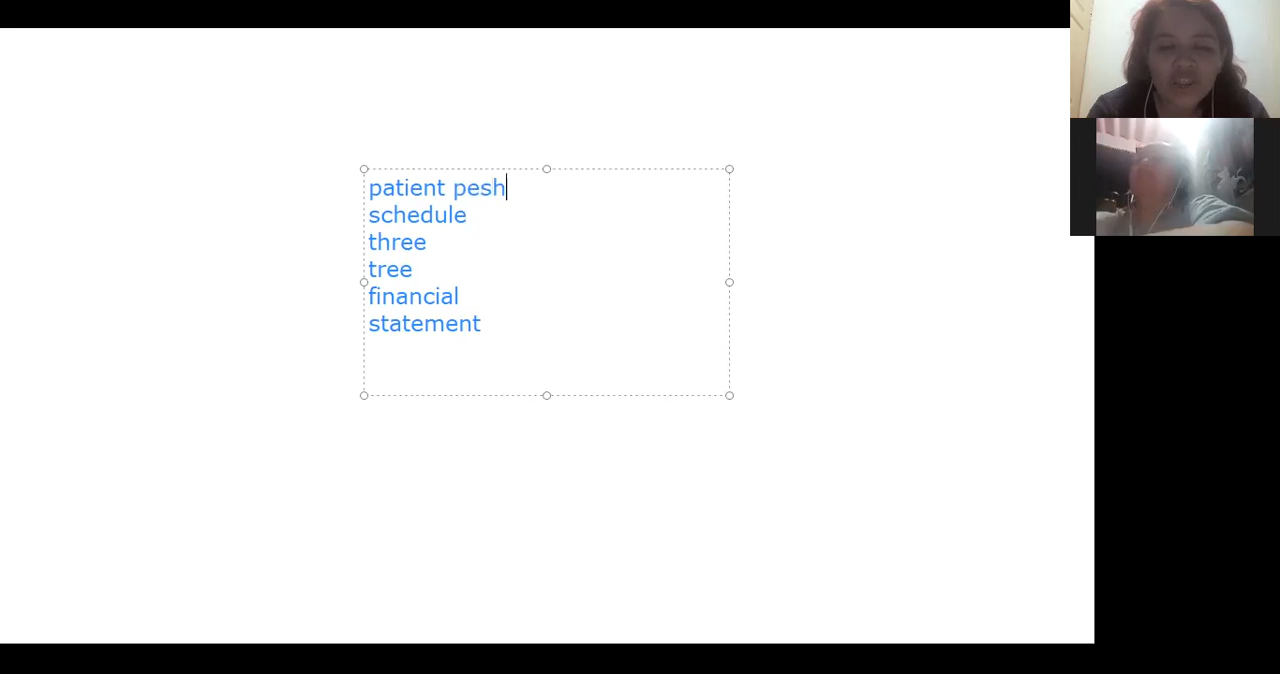 patient pesh
schedule
three
tree
financial
statement